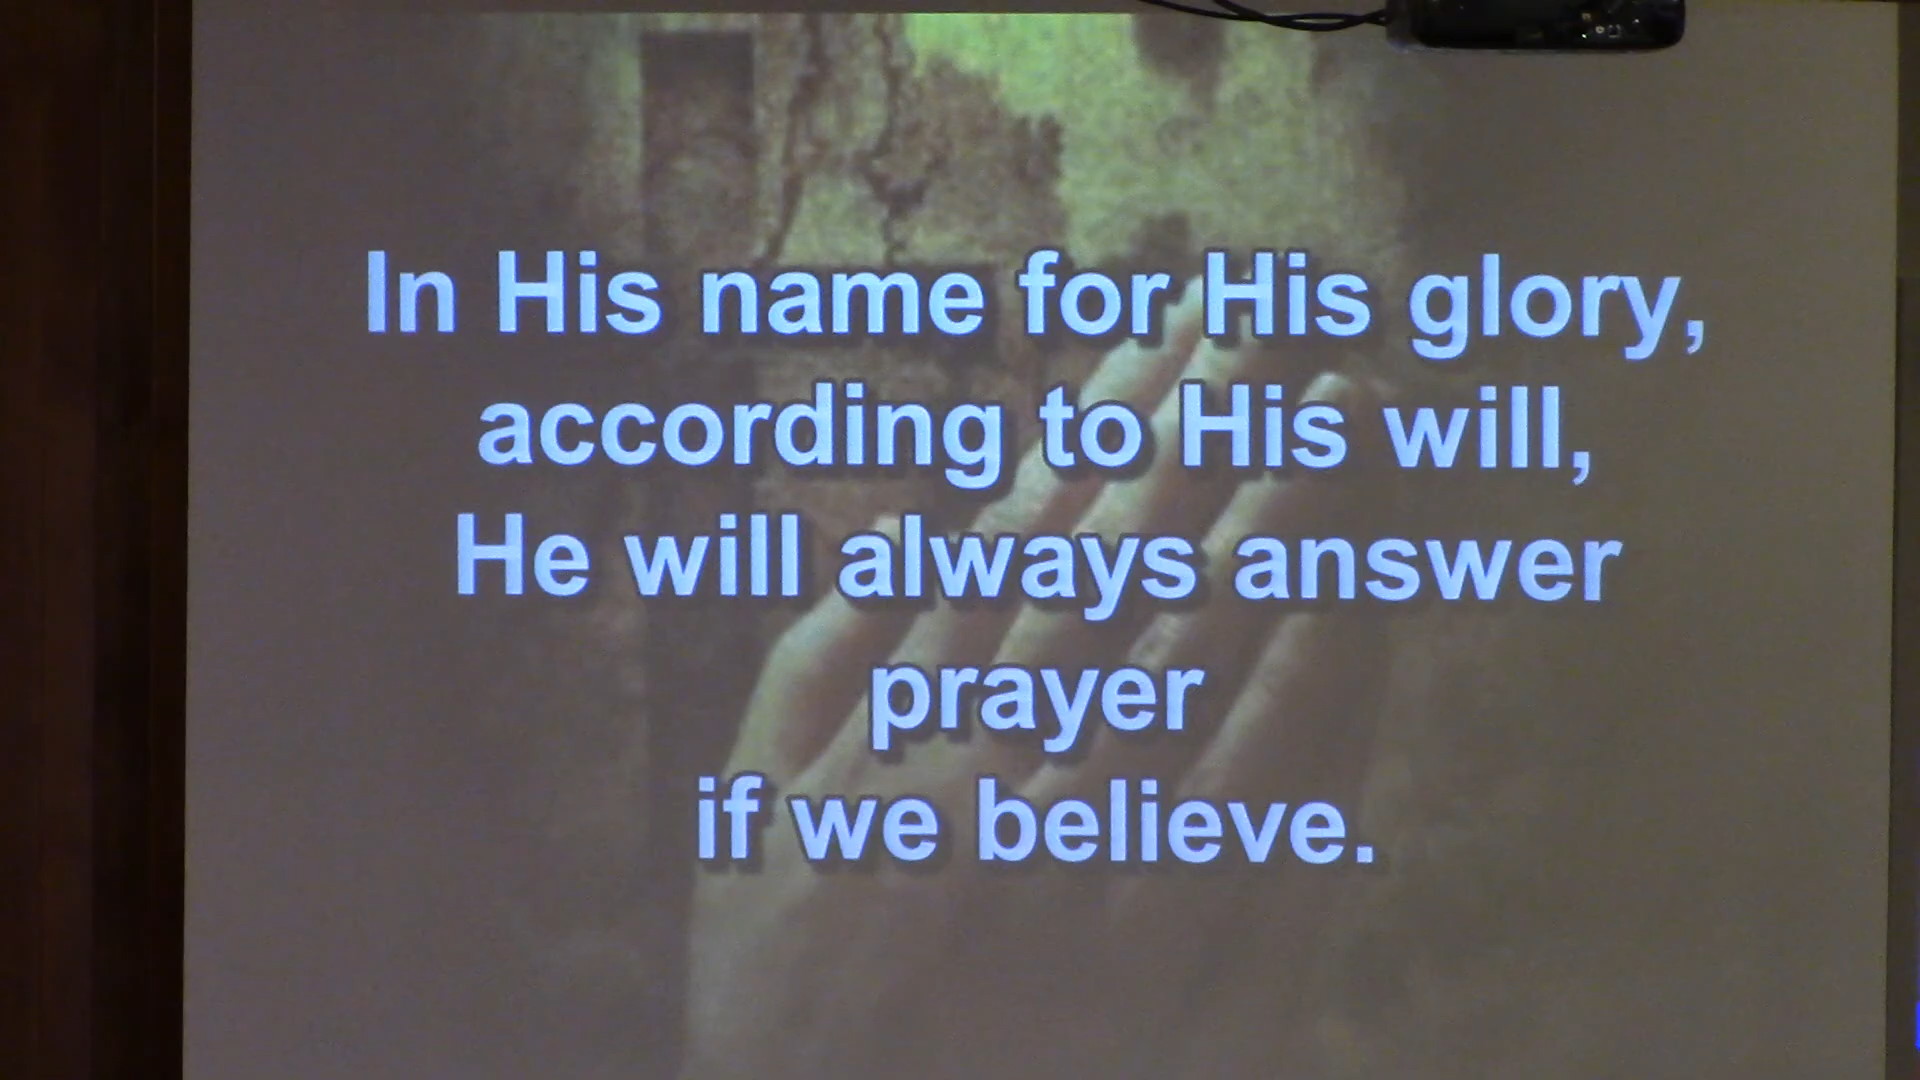 In His name for His glory,
according to His will,
He will always answer
prayer
if we believe.